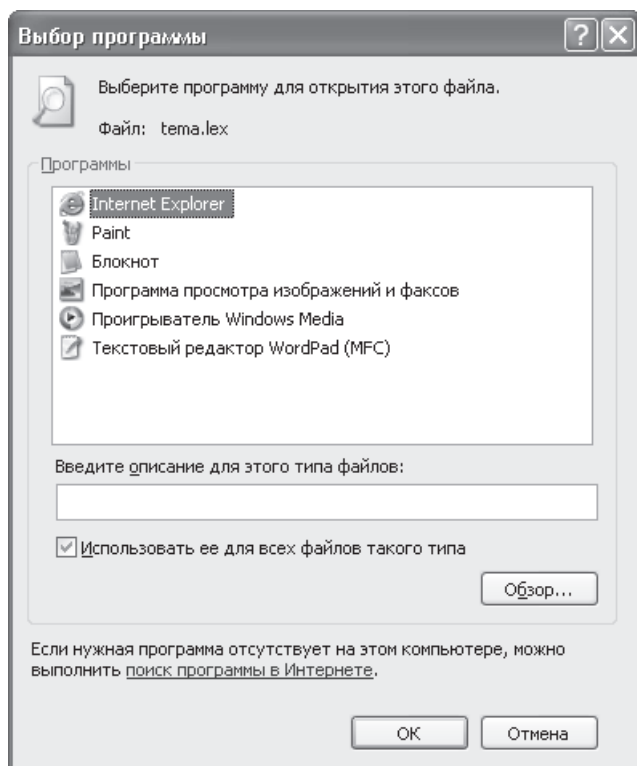 Выбор программы
Выберите программу для открытия этого файла.
Файл: tema.lex
Программы
Internet Explorer
Paint
Блокнот
Программа просмотра изображений и факсов
Проигрыватель Windows Media
Текстовый редактор WordPad (MFC)
Введите описание для этого типа файлов:
Использовать ее для всех файлов такого типа
Обзор...
Если нужная программа отсутствует на этом компьютере, можно
выполнить поиск программы в Интернете.
ОК
Отмена